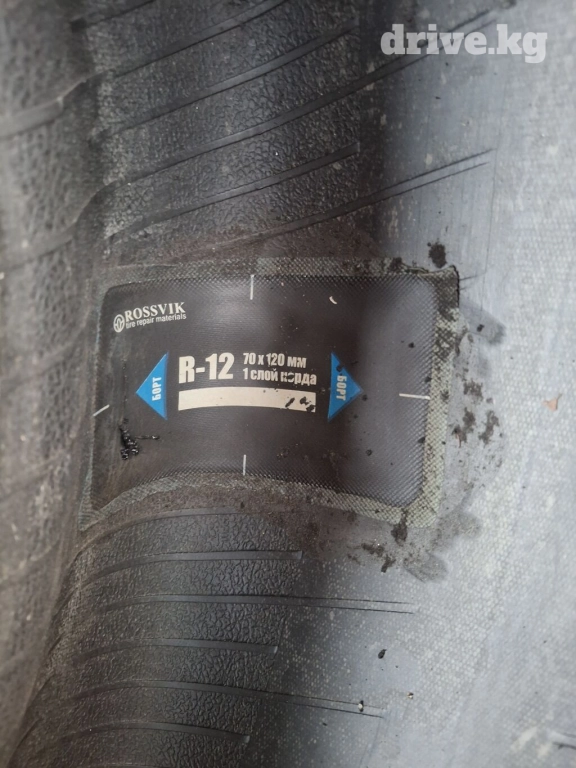 drive.kg
ROSSVIK
tire repair materials
R-12
70 x 120 мм
1 слой корда
БОРТ
БОРТ